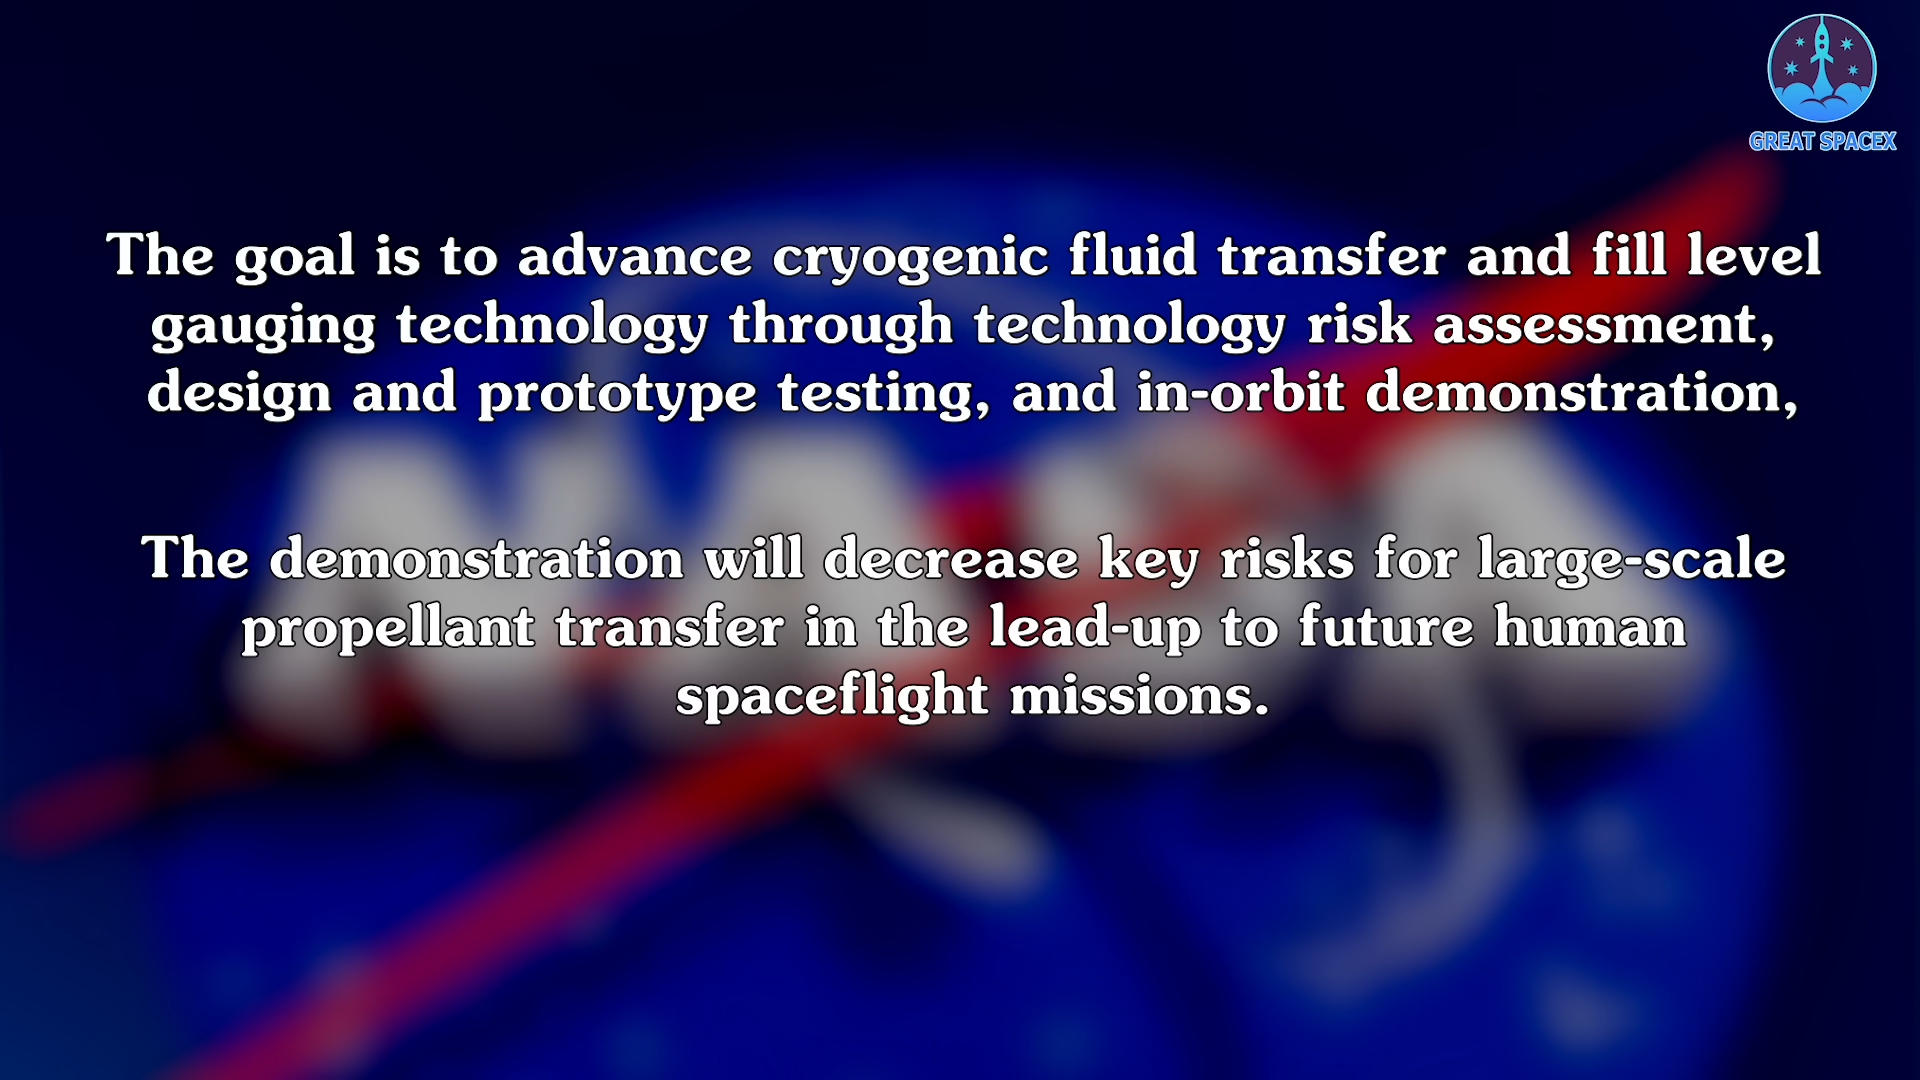 GREAT SPACEX
The goal is to advance cryogenic fluid transfer and fill level
gauging technology through technology risk assessment,
design and prototype testing, and in-orbit demonstration,
The demonstration will decrease key risks for large-scale
propellant transfer in the lead-up to future human
spaceflight missions.
NASA